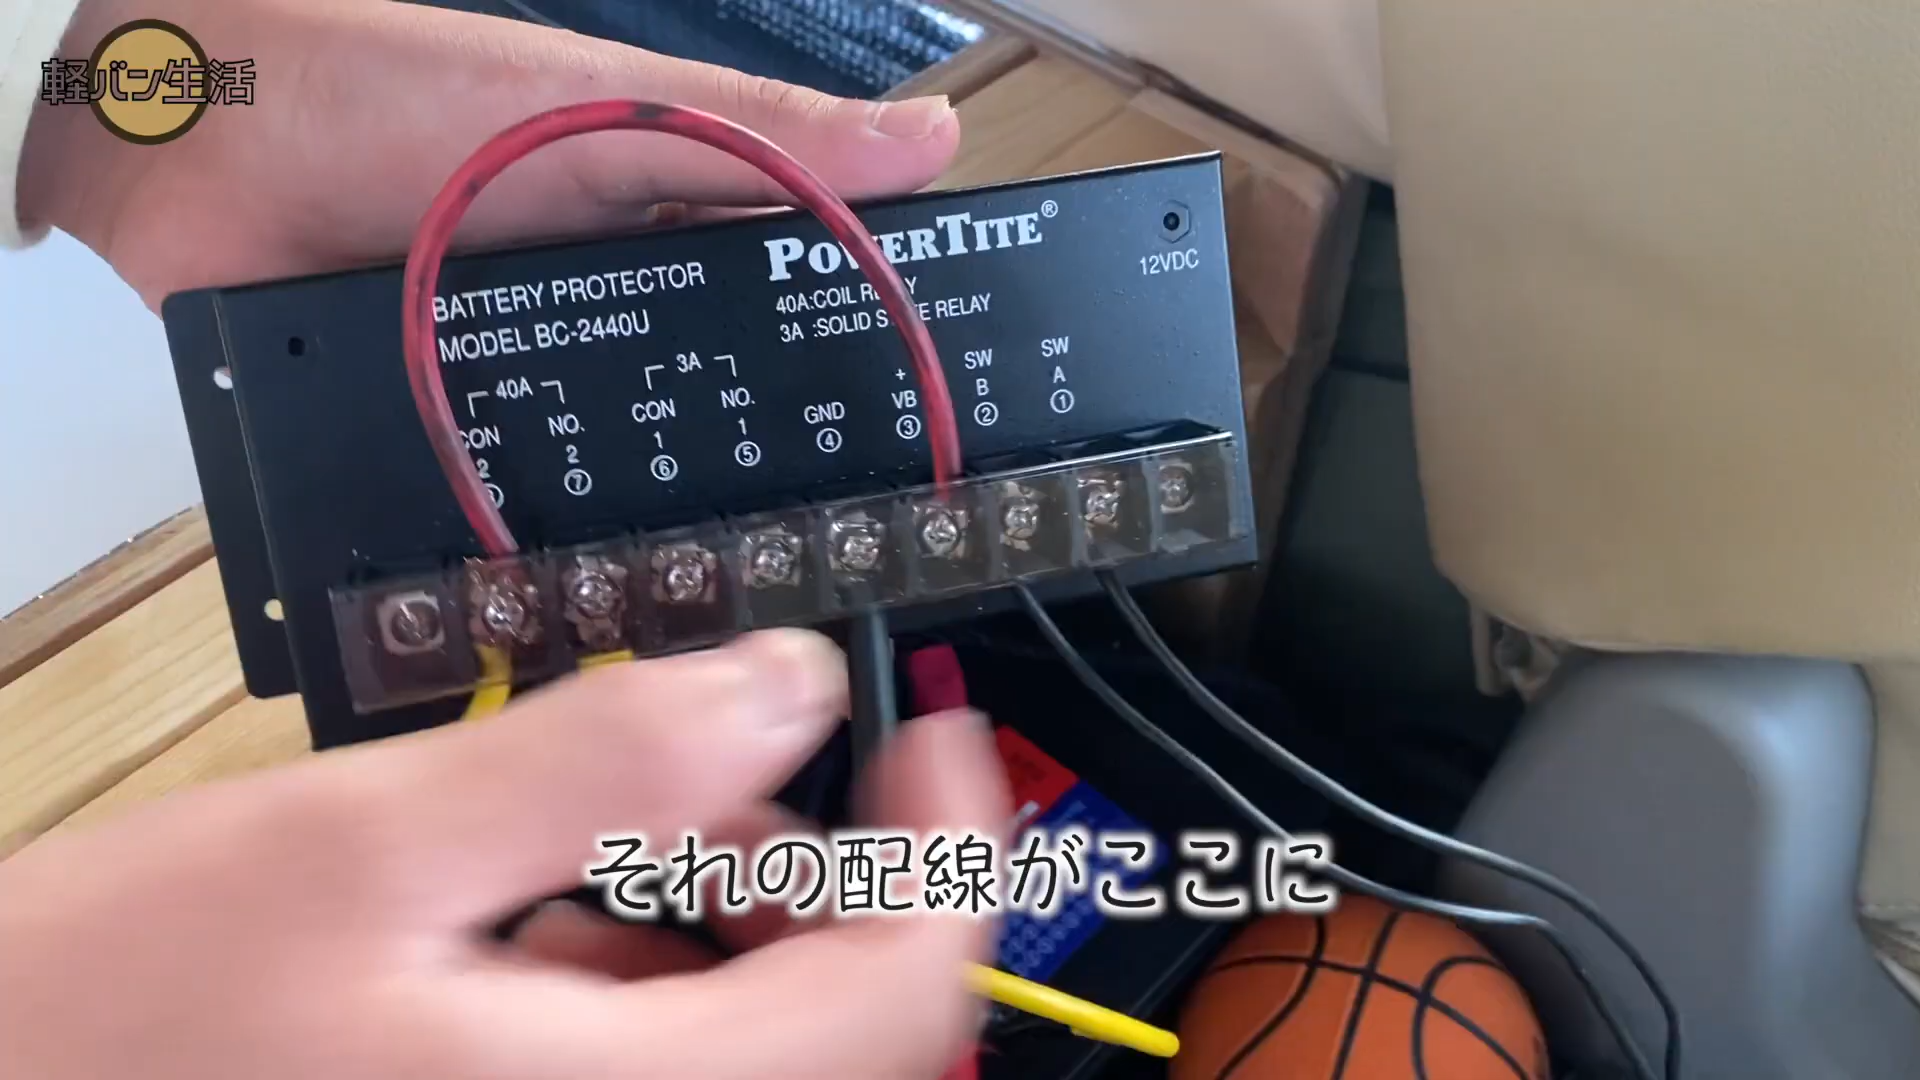 軽バン生活
POWERTITE®
12VDC
BATTERY PROTECTOR
MODEL BC-2440U
40A:COIL RELAY
3A :SOLID STATE RELAY
40A
3A
CON
2
NO.
2
⑦
CON
1
⑥
NO.
1
⑤
GND
④
+
VB
③
SW
B
②
SW
A
①
それの配線がここに